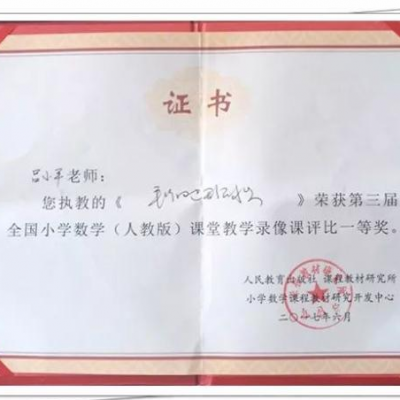 证书
吕小军老师：
您执教的《 》荣获第三届
全国小学数学（人教版）课堂教学录像课评比一等奖。
人民教育出版社 课程教材研究所
小学数学课程教材研究开发中心
二〇一七年六月